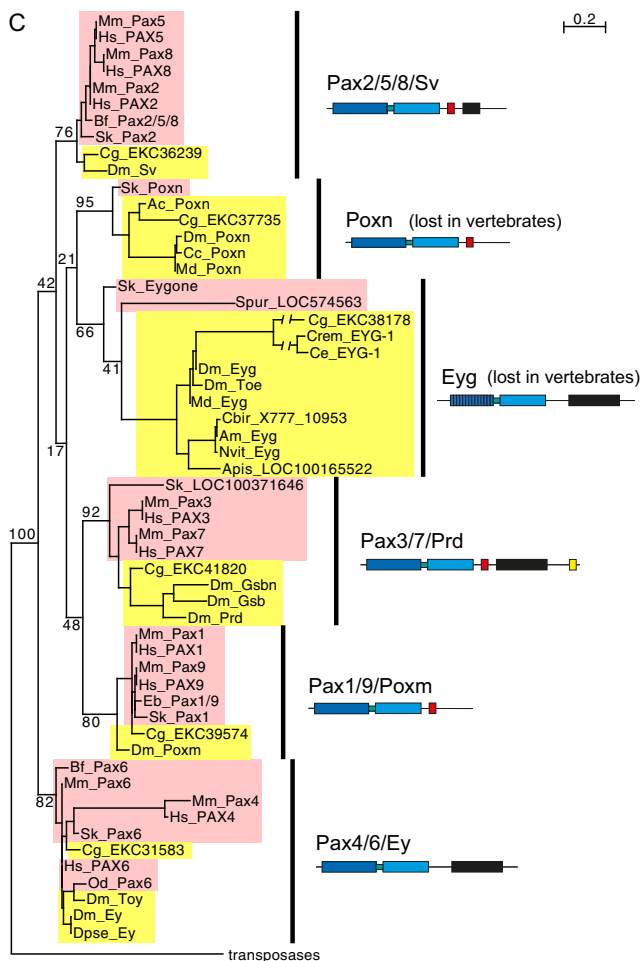 C
0.2
Mm_Pax5
Hs_PAX5
Mm_Pax8
Hs_PAX8
Mm_Pax2
Hs_PAX2
Bf_Pax2/5/8
Sk_Pax2
Cg_EKC36239
Dm_Sv
76
Pax2/5/8/Sv
Sk_Poxn
Ac_Poxn
Cg_EKC37735
Dm_Poxn
Cc_Poxn
Md_Poxn
95
Poxn (lost in vertebrates)
21
42
Sk_Eygone
Spur_LOC574563
Cg_EKC38178
Crem_EYG-1
Ce_EYG-1
Dm_Eyg
Dm_Toe
Md_Eyg
Cbir_X777_10953
Am_Eyg
Nvit_Eyg
Apis_LOC100165522
66
41
Eyg (lost in vertebrates)
17
Sk_LOC100371646
Mm_Pax3
Hs_PAX3
Mm_Pax7
Hs_PAX7
Cg_EKC41820
Dm_Gsbn
Dm_Gsb
Dm_Prd
92
Pax3/7/Prd
100
48
Mm_Pax1
Hs_PAX1
Mm_Pax9
Hs_PAX9
Eb_Pax1/9
Sk_Pax1
Cg_EKC39574
Dm_Poxm
80
Pax1/9/Poxm
Bf_Pax6
Mm_Pax6
Mm_Pax4
Hs_PAX4
Sk_Pax6
Cg_EKC31583
Hs_PAX6
Od_Pax6
Dm_Toy
Dm_Ey
Dpse_Ey
82
Pax4/6/Ey
transposases